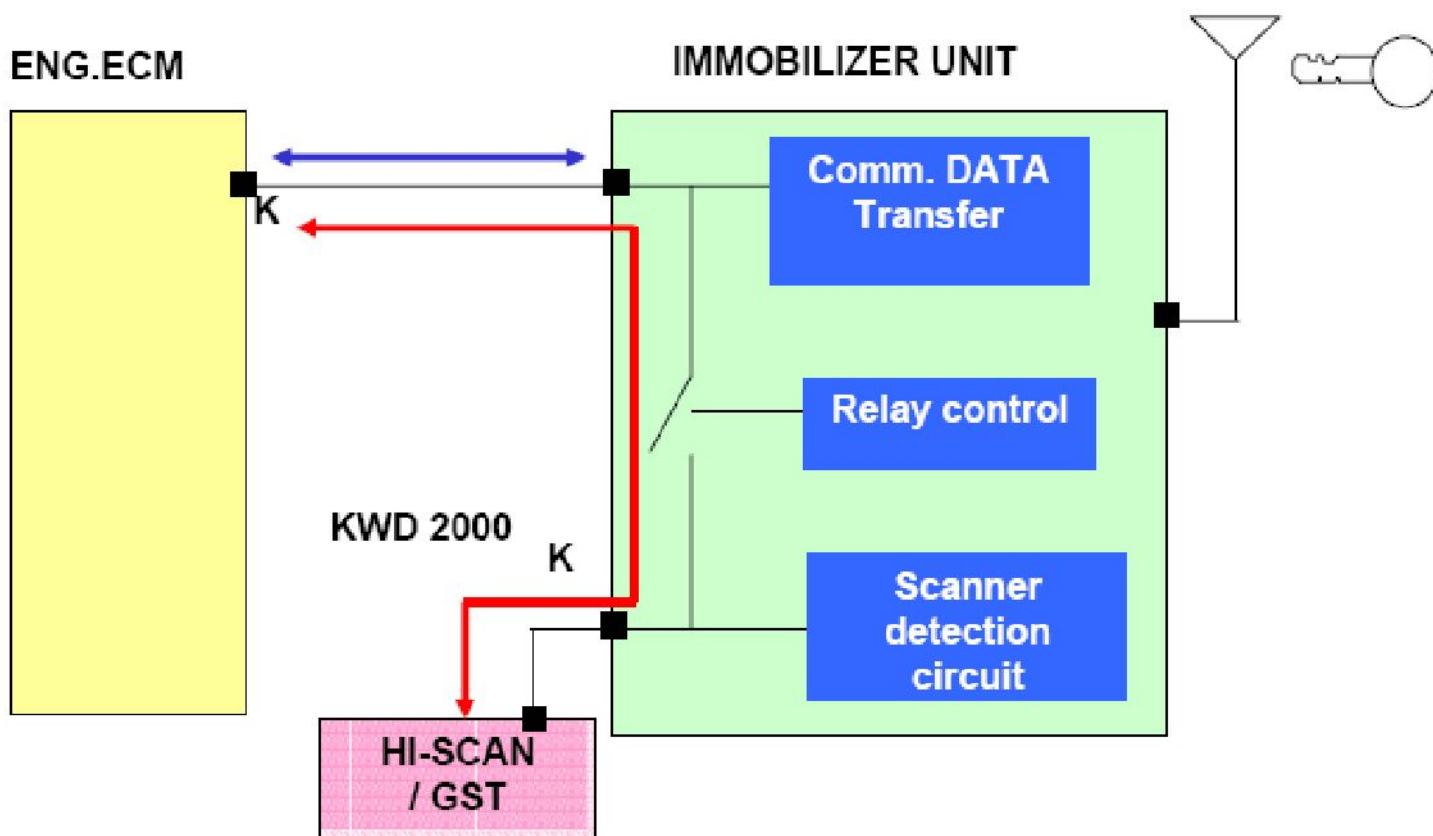 ENG.ECM
IMMOBILIZER UNIT
Comm. DATA
Transfer
K
Relay control
KWD 2000
K
Scanner
detection
circuit
HI-SCAN
/ GST